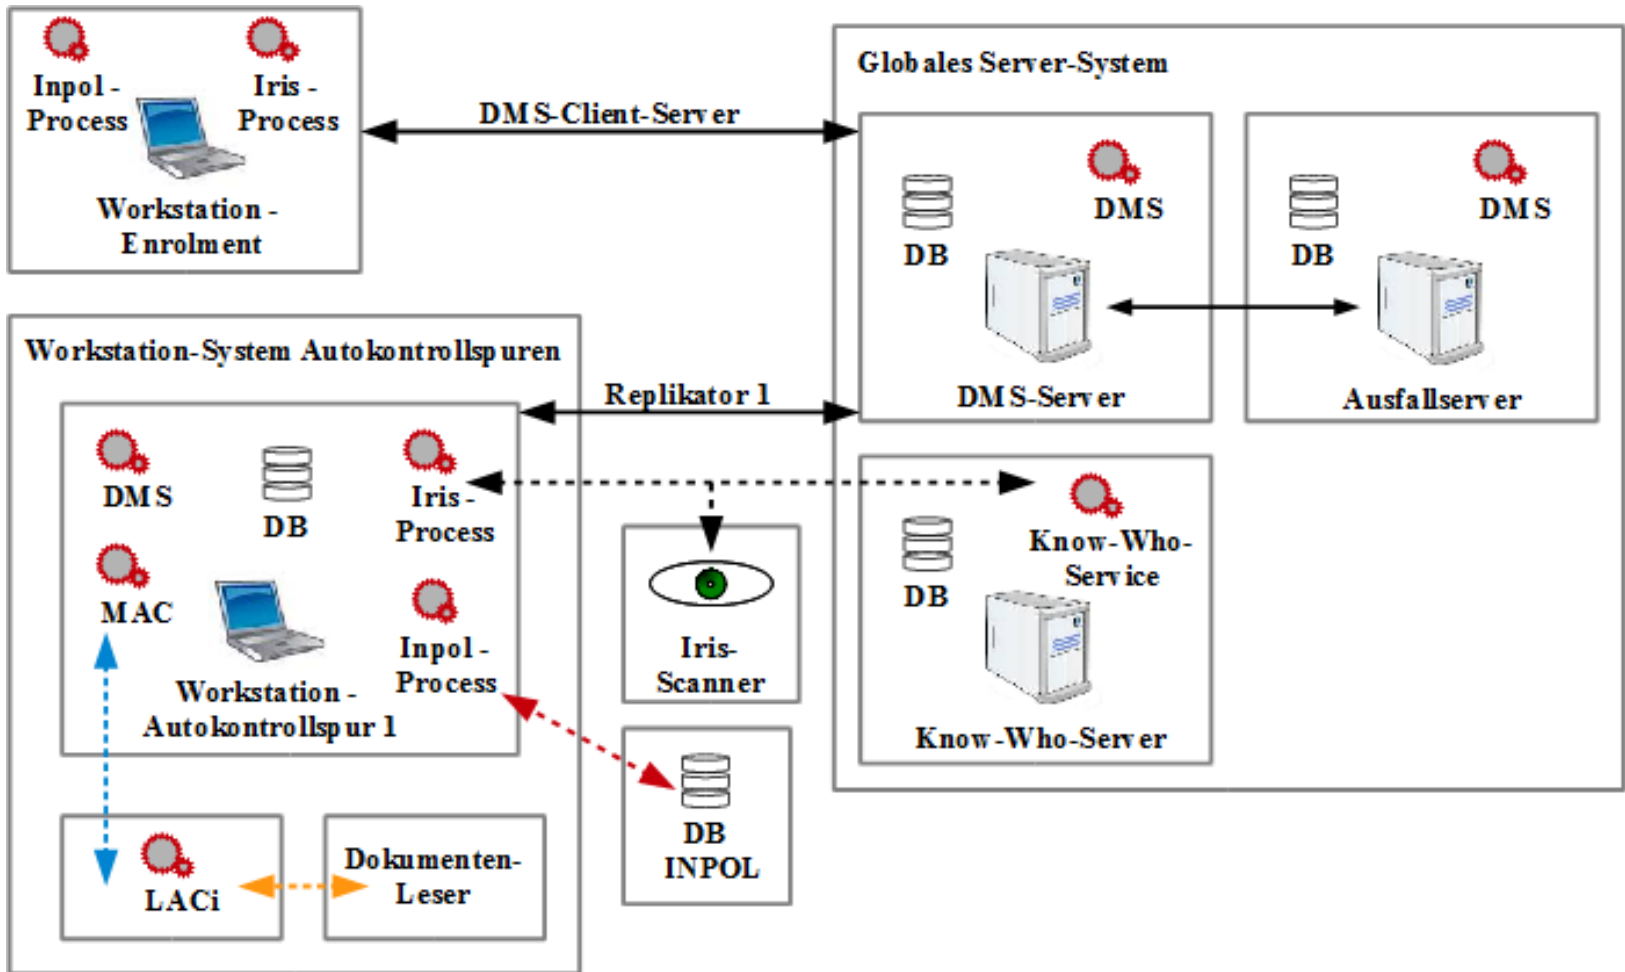 Inpol -
Process
Iris -
Process
Workstation -
Enrolment
DMS-Client-Server
Globales Server-System
DB
DMS
DMS-Server
DB
DMS
Ausfallserver
Workstation-System Autokontrollspuren
Replikator 1
DMS
DB
Iris -
Process
MAC
Inpol -
Process
Workstation -
Autokontrollspur 1
Iris-
Scanner
DB
Know-Who-
Service
Know-Who-Server
DB
INPOL
LACi
Dokumenten-
Leser